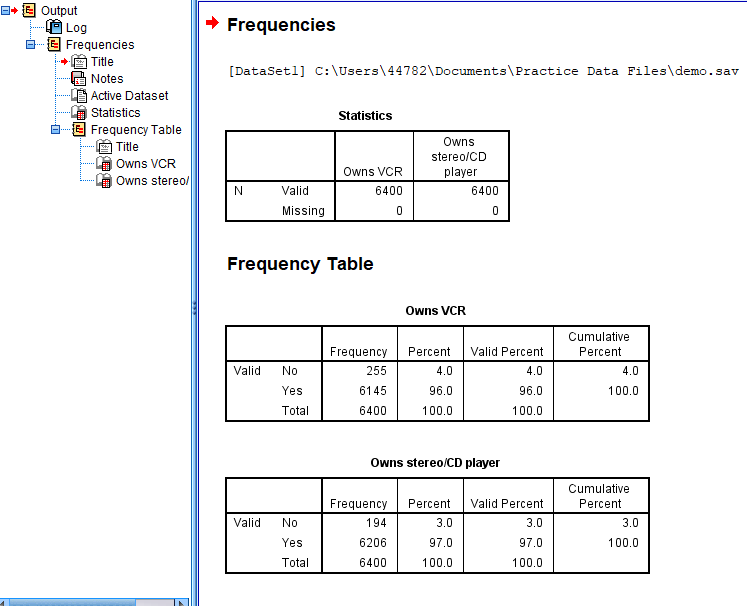 Output
Log
Frequencies
Title
Notes
Active Dataset
Statistics
Frequency Table
Title
Owns VCR
Owns stereo/
Frequencies
[DataSet1] C:\Users\44782\Documents\Practice Data Files\demo.sav
Statistics
Owns VCR Owns stereo/CD player
N Valid 6400 6400
Missing 0 0
Frequency Table
Owns VCR
Frequency Percent Valid Percent Cumulative Percent
Valid No 255 4.0 4.0 4.0
Yes 6145 96.0 96.0 100.0
Total 6400 100.0 100.0
Owns stereo/CD player
Frequency Percent Valid Percent Cumulative Percent
Valid No 194 3.0 3.0 3.0
Yes 6206 97.0 97.0 100.0
Total 6400 100.0 100.0